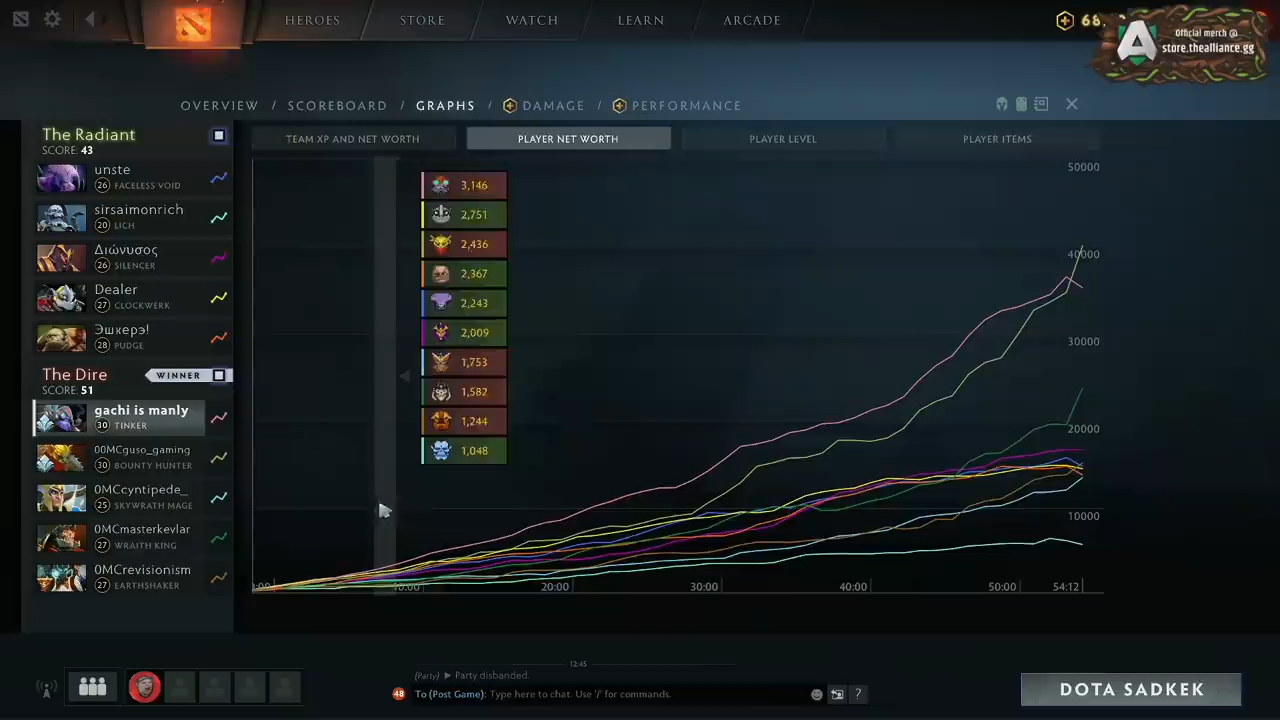 HEROES
STORE
WATCH
LEARN
ARCADE
68
Official merch @
store.thealliance.gg
OVERVIEW / SCOREBOARD / GRAPHS / DAMAGE / PERFORMANCE
The Radiant
SCORE: 43
unste
26 FACELESS VOID
sirsaimonrich
20 LICH
Διώνυσος
26 SILENCER
Dealer
27 CLOCKWERK
Эшкерэ!
28 PUDGE
The Dire
WINNER
SCORE: 51
gachi is manly
30 TINKER
00MCguso_gaming
30 BOUNTY HUNTER
0MCcyntipede_
25 SKYWRATH MAGE
0MCmasterkevlar
27 WRAITH KING
0MCrevisionism
27 EARTHSHAKER
TEAM XP AND NET WORTH
PLAYER NET WORTH
PLAYER LEVEL
PLAYER ITEMS
3,146
2,751
2,436
2,367
2,243
2,009
1,753
1,582
1,244
1,048
50000
40000
30000
20000
10000
:00
10:00
20:00
30:00
40:00
50:00
54:12
12:45
(Party) ▶ Party disbanded.
48
To (Post Game): Type here to chat. Use '/' for commands.
?
DOTA SADKEK